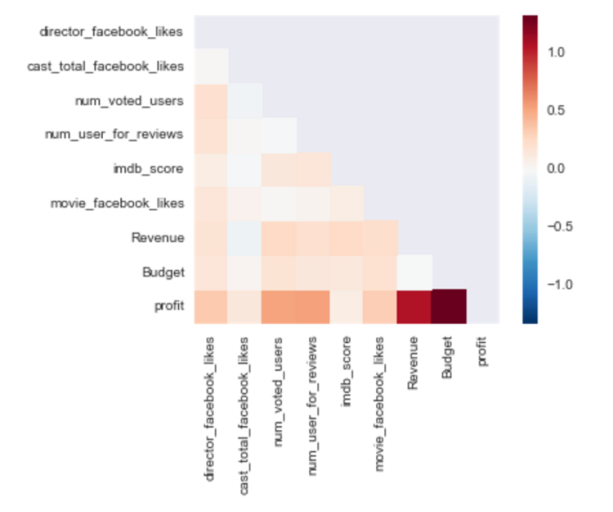 director_facebook_likes
cast_total_facebook_likes
num_voted_users
num_user_for_reviews
imdb_score
movie_facebook_likes
Revenue
Budget
profit
director_facebook_likes
cast_total_facebook_likes
num_voted_users
num_user_for_reviews
imdb_score
movie_facebook_likes
Revenue
Budget
profit
1.0
0.5
0.0
−0.5
−1.0